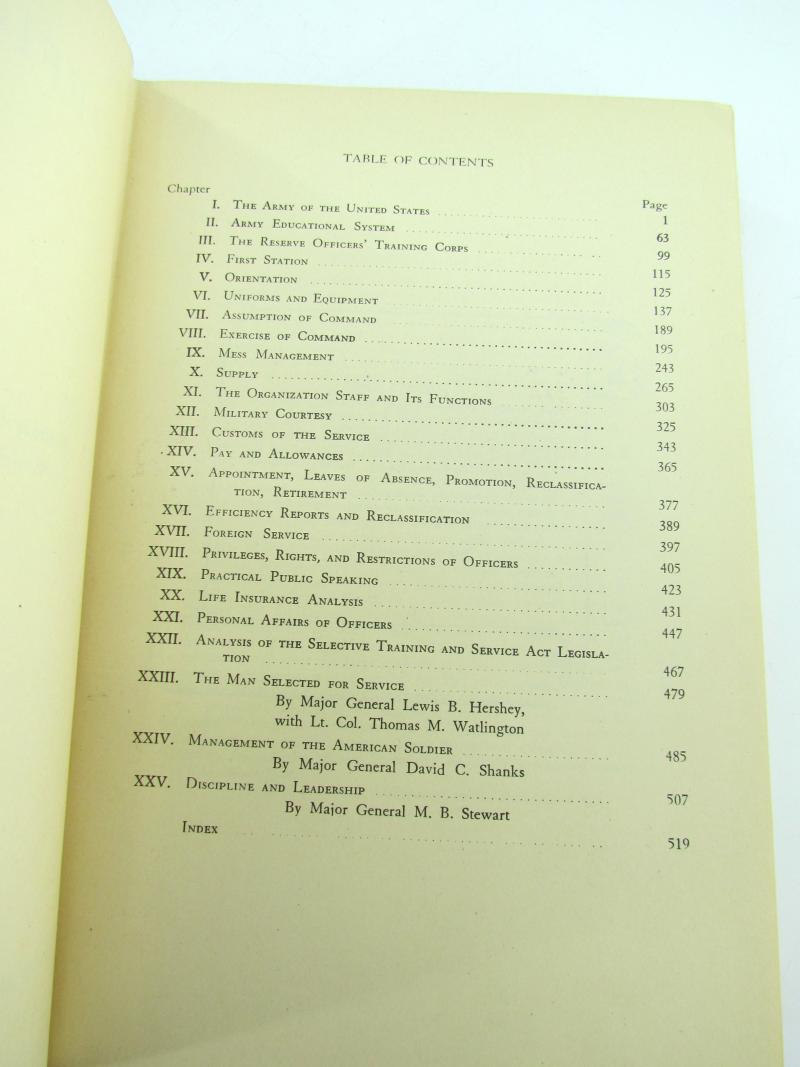 TABLE OF CONTENTS
Chapter Page
I. THE ARMY OF THE UNITED STATES 1
II. ARMY EDUCATIONAL SYSTEM 63
III. THE RESERVE OFFICERS' TRAINING CORPS 99
IV. FIRST STATION 115
V. ORIENTATION 125
VI. UNIFORMS AND EQUIPMENT 137
VII. ASSUMPTION OF COMMAND 189
VIII. EXERCISE OF COMMAND 195
IX. MESS MANAGEMENT 243
X. SUPPLY 265
XI. THE ORGANIZATION STAFF AND ITS FUNCTIONS 303
XII. MILITARY COURTESY 325
XIII. CUSTOMS OF THE SERVICE 343
XIV. PAY AND ALLOWANCES 365
XV. APPOINTMENT, LEAVES OF ABSENCE, PROMOTION, RECLASSIFICA-
TION, RETIREMENT 377
XVI. EFFICIENCY REPORTS AND RECLASSIFICATION 389
XVII. FOREIGN SERVICE 397
XVIII. PRIVILEGES, RIGHTS, AND RESTRICTIONS OF OFFICERS 405
XIX. PRACTICAL PUBLIC SPEAKING 423
XX. LIFE INSURANCE ANALYSIS 431
XXI. PERSONAL AFFAIRS OF OFFICERS 447
XXII. ANALYSIS OF THE SELECTIVE TRAINING AND SERVICE ACT LEGISLA-
TION 467
XXIII. THE MAN SELECTED FOR SERVICE 479
By Major General Lewis B. Hershey,
with Lt. Col. Thomas M. Watlington
XXIV. MANAGEMENT OF THE AMERICAN SOLDIER 485
By Major General David C. Shanks
XXV. DISCIPLINE AND LEADERSHIP 507
By Major General M. B. Stewart
INDEX 519